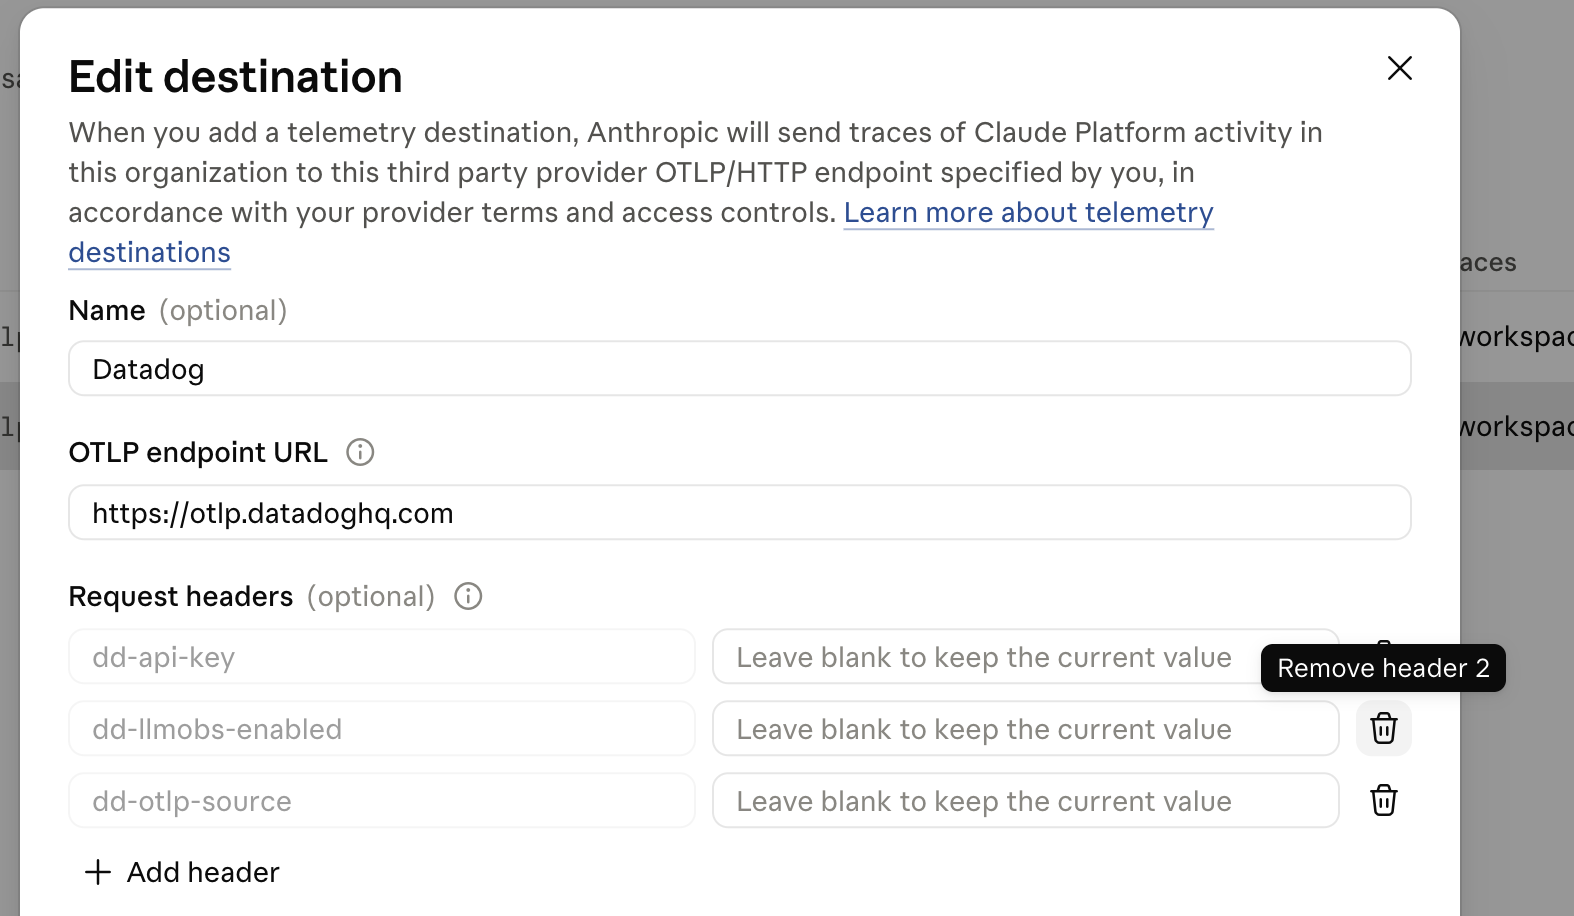 Edit destination
When you add a telemetry destination, Anthropic will send traces of Claude Platform activity in
this organization to this third party provider OTLP/HTTP endpoint specified by you, in
accordance with your provider terms and access controls. Learn more about telemetry
destinations
aces
Name (optional)
workspac
Datadog
workspac
OTLP endpoint URL
https://otlp.datadoghq.com
Request headers (optional)
dd-api-key Leave blank to keep the current value
Remove header 2
dd-llmobs-enabled Leave blank to keep the current value
dd-otlp-source Leave blank to keep the current value
Add header